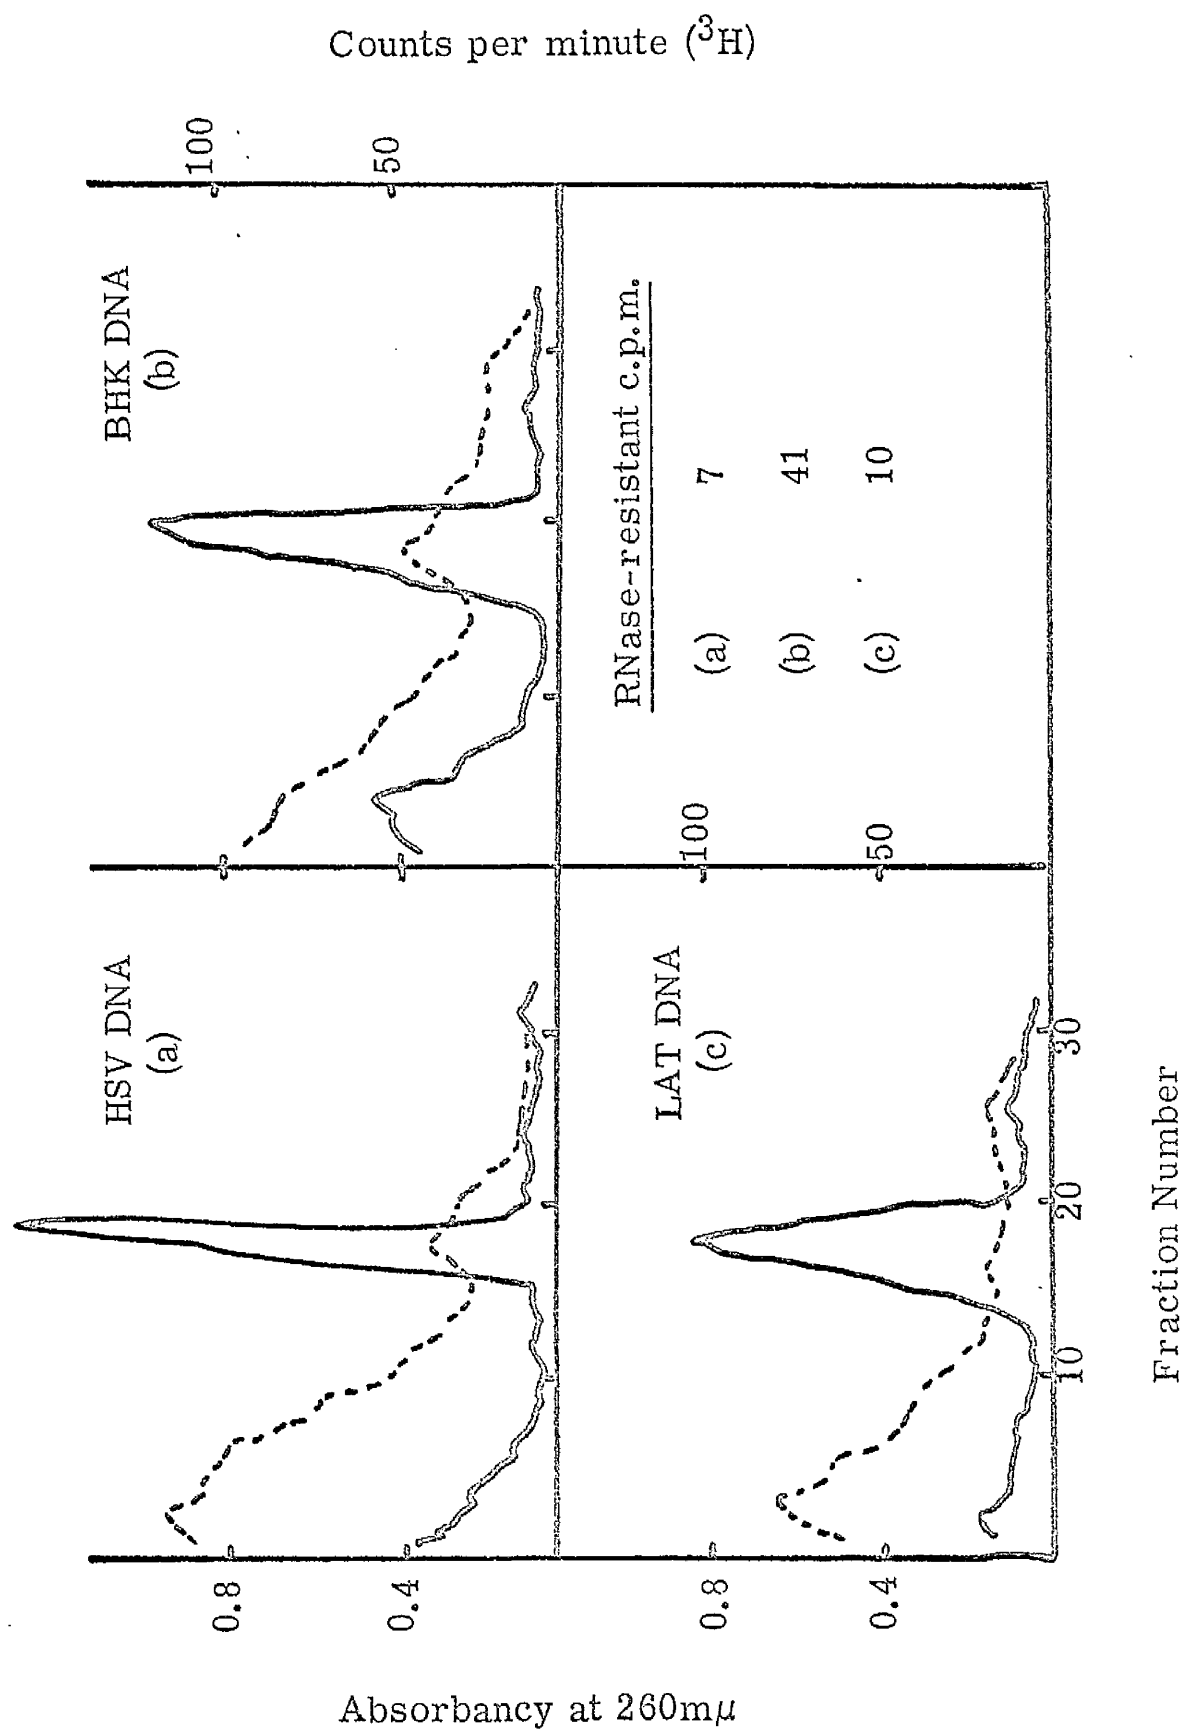 Counts per minute (³H)
100
50
HSV DNA
(a)
BHK DNA
(b)
0.8
0.4
LAT DNA
(c)
100
50
RNase-resistant c.p.m.
(a) 7
(b) 41
(c) 10
0.8
0.4
10 20 30
Fraction Number
Absorbancy at 260mμ